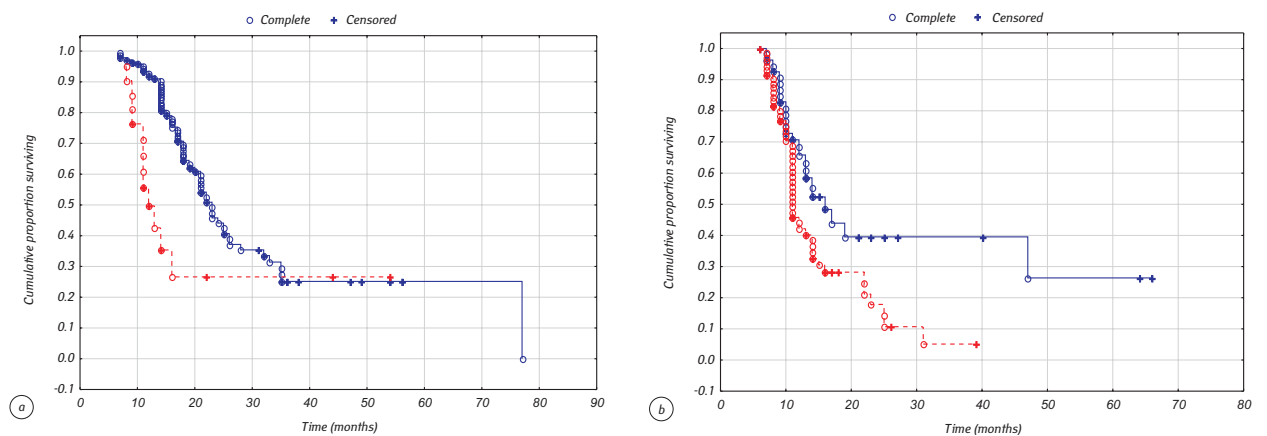 Complete Censored
Cumulative proportion surviving
1.0
0.9
0.8
0.7
0.6
0.5
0.4
0.3
0.2
0.1
0.0
-0.1
0 10 20 30 40 50 60 70 80 90
Time (months)
a
Complete Censored
Cumulative proportion surviving
1.0
0.9
0.8
0.7
0.6
0.5
0.4
0.3
0.2
0.1
0.0
-0.1
0 10 20 30 40 50 60 70 80
Time (months)
b